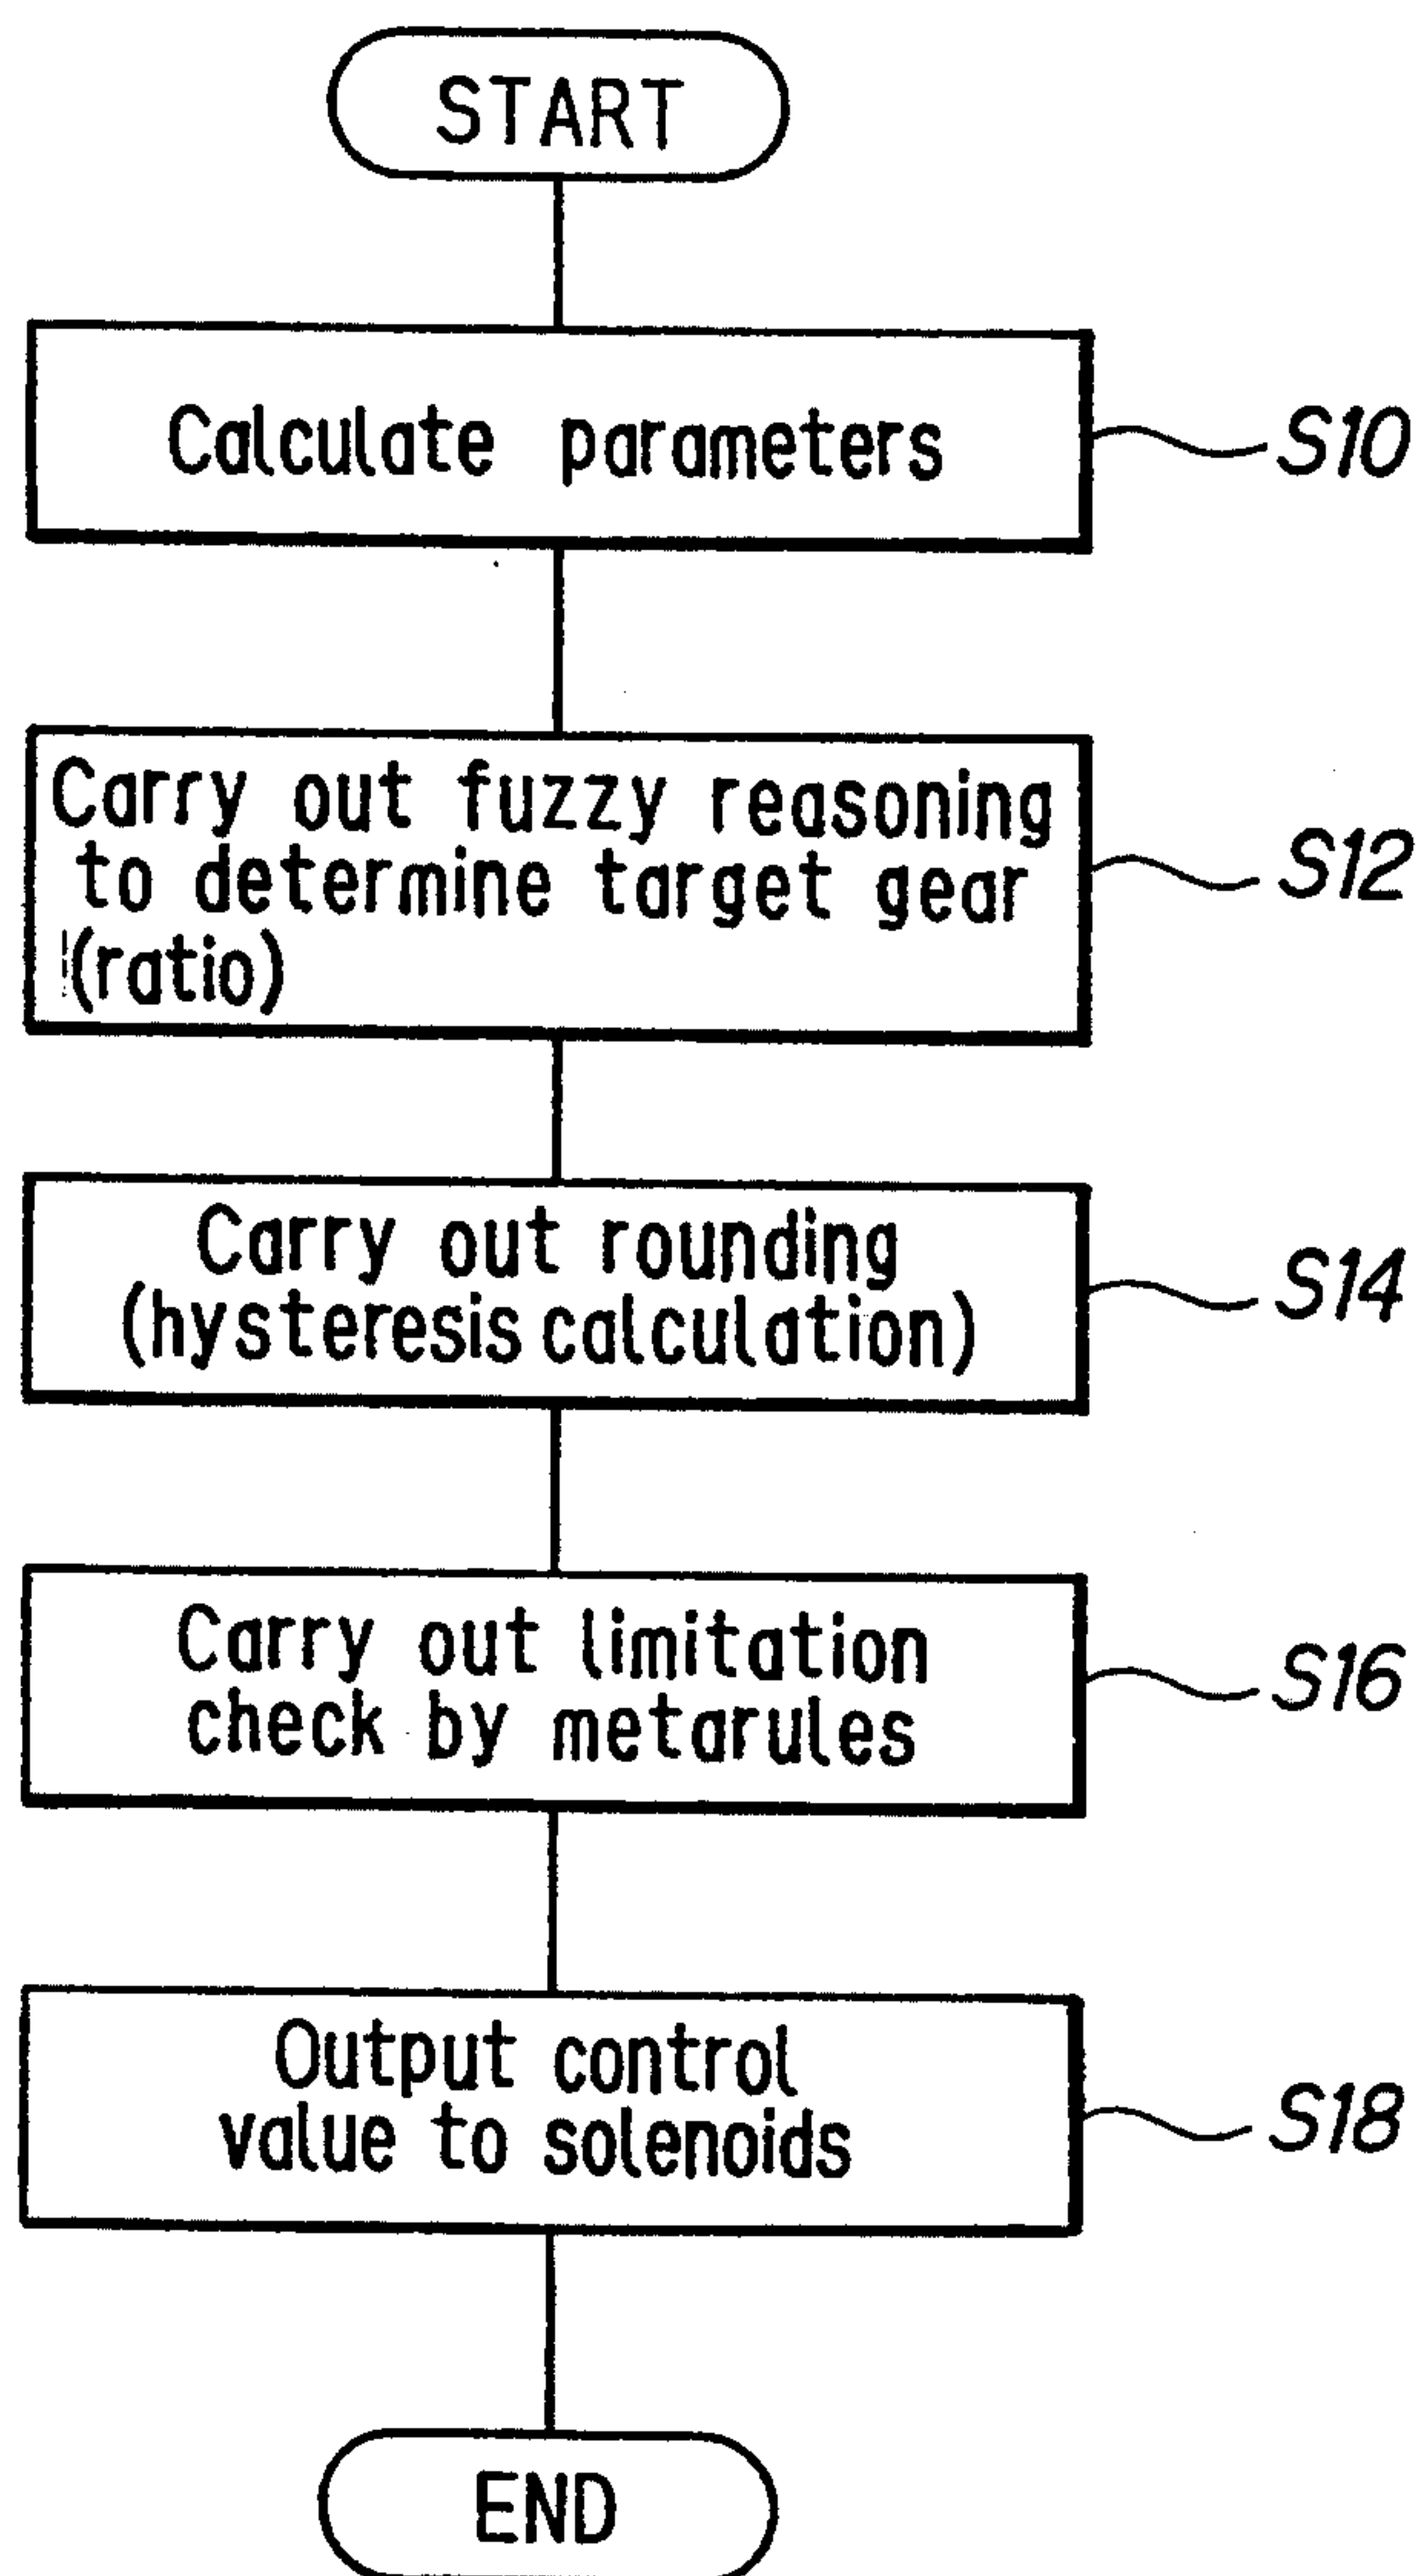 START
Calculate parameters
S10
Carry out fuzzy reasoning
to determine target gear
(ratio)
S12
Carry out rounding
(hysteresis calculation)
S14
Carry out limitation
check by metarules
S16
Output control
value to solenoids
S18
END